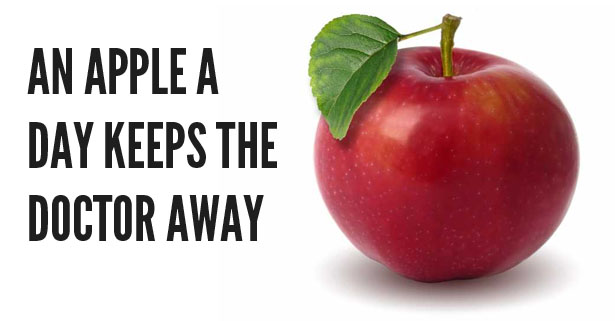 AN APPLE A
DAY KEEPS THE
DOCTOR AWAY